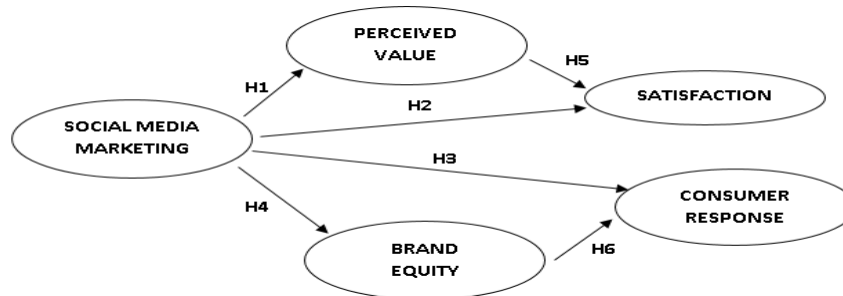 PERCEIVED
VALUE
H5
H1
SATISFACTION
H2
SOCIAL MEDIA
MARKETING
H3
CONSUMER
RESPONSE
H4
BRAND
EQUITY
H6